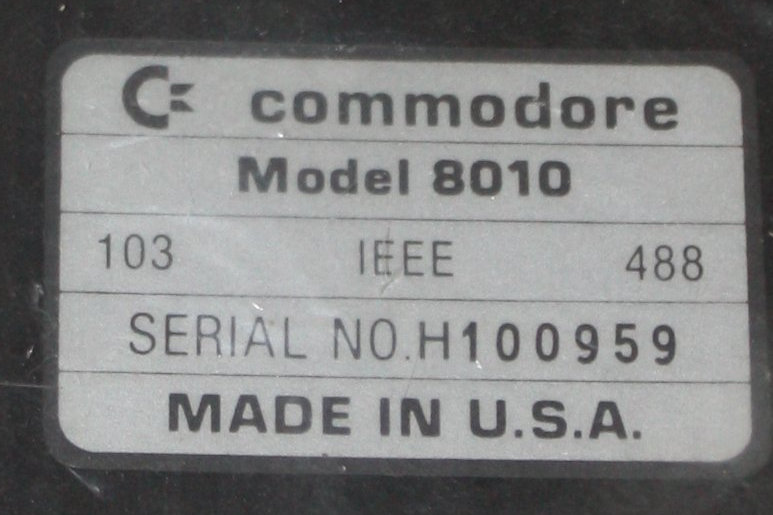 commodore
Model 8010
103 IEEE 488
SERIAL NO.H100959
MADE IN U.S.A.